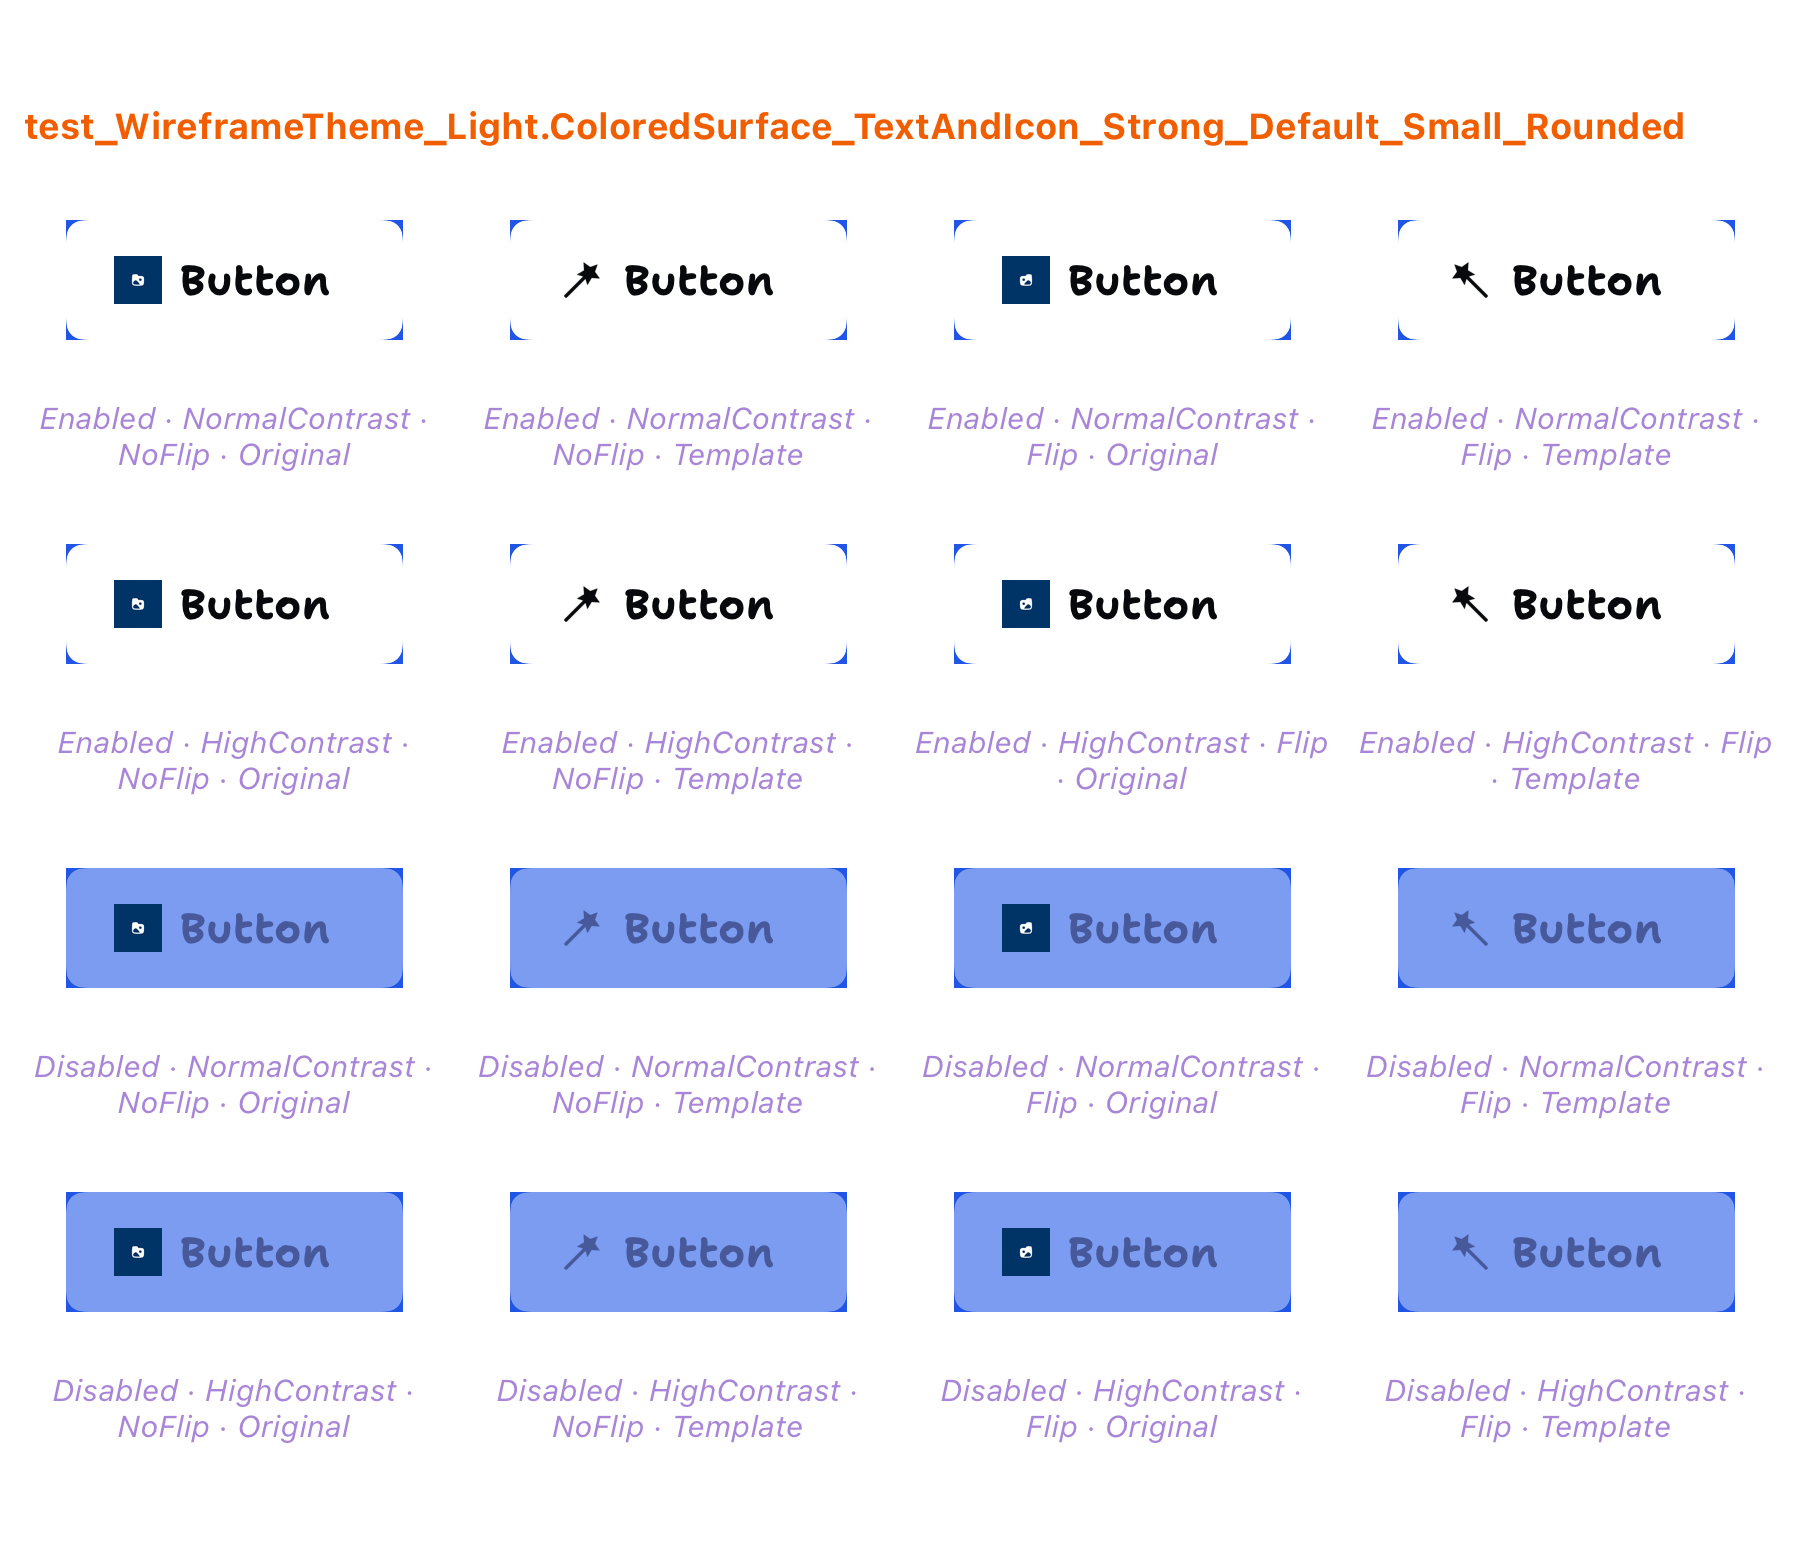 test_WireframeTheme_Light.ColoredSurface_TextAndIcon_Strong_Default_Small_Rounded
Button Button Button Button
Enabled · NormalContrast · Enabled · NormalContrast · Enabled · NormalContrast · Enabled · NormalContrast ·
NoFlip · Original NoFlip · Template Flip · Original Flip · Template
Button Button Button Button
Enabled · HighContrast · Enabled · HighContrast · Enabled · HighContrast · Flip Enabled · HighContrast · Flip
NoFlip · Original NoFlip · Template · Original · Template
Button Button Button Button
Disabled · NormalContrast · Disabled · NormalContrast · Disabled · NormalContrast · Disabled · NormalContrast ·
NoFlip · Original NoFlip · Template Flip · Original Flip · Template
Button Button Button Button
Disabled · HighContrast · Disabled · HighContrast · Disabled · HighContrast · Disabled · HighContrast ·
NoFlip · Original NoFlip · Template Flip · Original Flip · Template